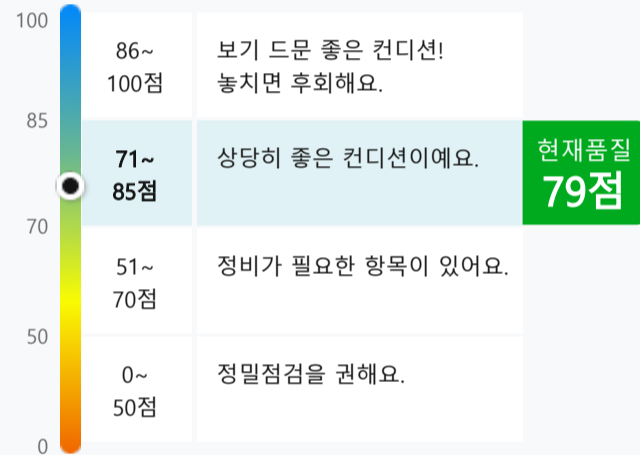 100
86~
100점
보기 드문 좋은 컨디션!
놓치면 후회해요.
85
71~
85점
상당히 좋은 컨디션이예요.
현재품질
79점
70
51~
70점
정비가 필요한 항목이 있어요.
50
0~
50점
정밀점검을 권해요.
0